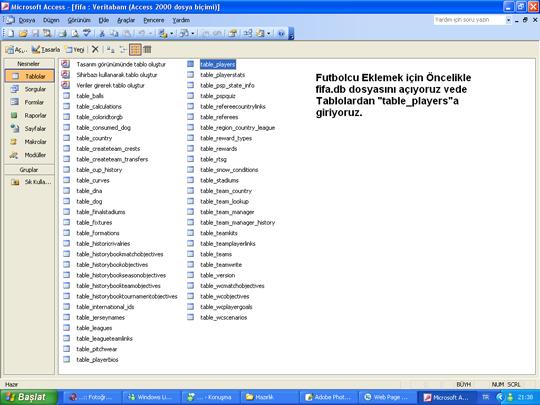 Microsoft Access - [fifa : Veritabanı (Access 2000 dosya biçimi)]
Dosya Düzen Görünüm Ekle Araçlar Pencere Yardım
Yardım için soru yazın
Aç Tasarla Yeni
Nesneler
Tablolar
Sorgular
Formlar
Raporlar
Sayfalar
Makrolar
Modüller
Gruplar
Sık Kulla...
Tasarım görünümünde tablo oluştur
Sihirbazı kullanarak tablo oluştur
Veriler girerek tablo oluştur
table_balls
table_calculations
table_coloridtorgb
table_consumed_dog
table_country
table_createteam_crests
table_createteam_transfers
table_cup_history
table_curves
table_dna
table_dog
table_finalstadiums
table_fixtures
table_formations
table_historicrivalries
table_historybookmatchobjectives
table_historybookobjectives
table_historybookseasonobjectives
table_historybookteamobjectives
table_historybooktournamentobjectives
table_international_ids
table_jerseynames
table_leagues
table_leagueteamlinks
table_pitchwear
table_playerbios
table_players
table_playerstats
table_psp_state_info
table_pspquiz
table_refereecountrylinks
table_referees
table_region_country_league
table_reward_types
table_rewards
table_rtsg
table_snow_conditions
table_stadiums
table_team_country
table_team_lookup
table_team_manager
table_team_manager_history
table_teamkits
table_teamplayerlinks
table_teams
table_teamwrite
table_version
table_wcmatchobjectives
table_wcobjectives
table_wcplayergoals
table_wcscenarios
Futbolcu Eklemek için Öncelikle
fifa.db dosyasını açıyoruz vede
Tablolardan "table_players"a
giriyoruz.
Hazır
BÜYH NUM SCRL
Başlat
..:: Fotoğr...
Windows Li...
... - Konuşma
Hazırlık
Adobe Phot...
Web Page ...
Microsoft A...
TR
21:38